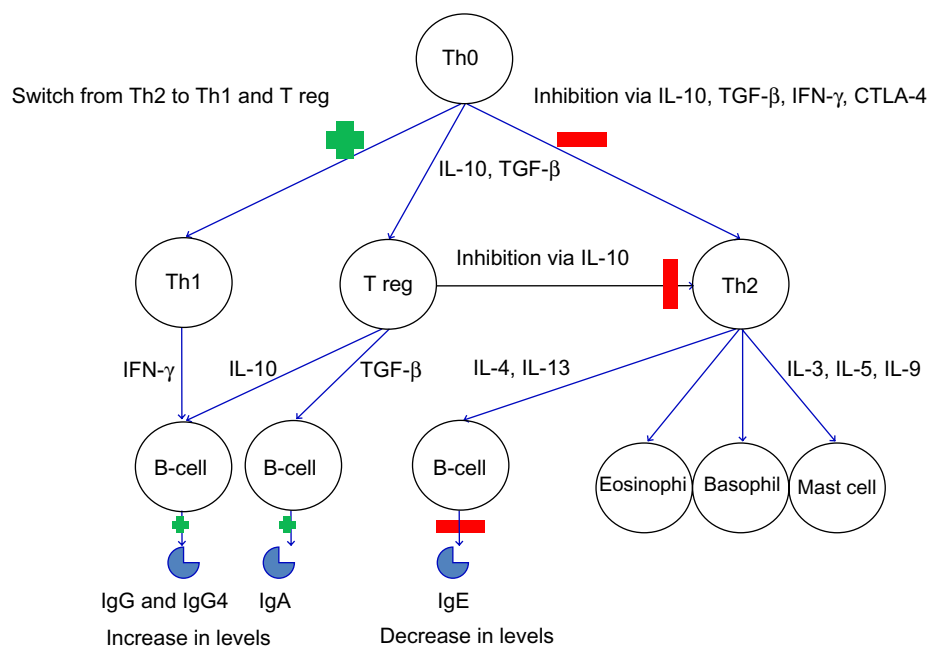 Th0
Switch from Th2 to Th1 and T reg
Inhibition via IL-10, TGF-β, IFN-γ, CTLA-4
IL-10, TGF-β
Th1
T reg
Inhibition via IL-10
Th2
IFN-γ
IL-10
TGF-β
IL-4, IL-13
IL-3, IL-5, IL-9
B-cell
B-cell
B-cell
Eosinophi
Basophil
Mast cell
IgG and IgG4
IgA
IgE
Increase in levels
Decrease in levels